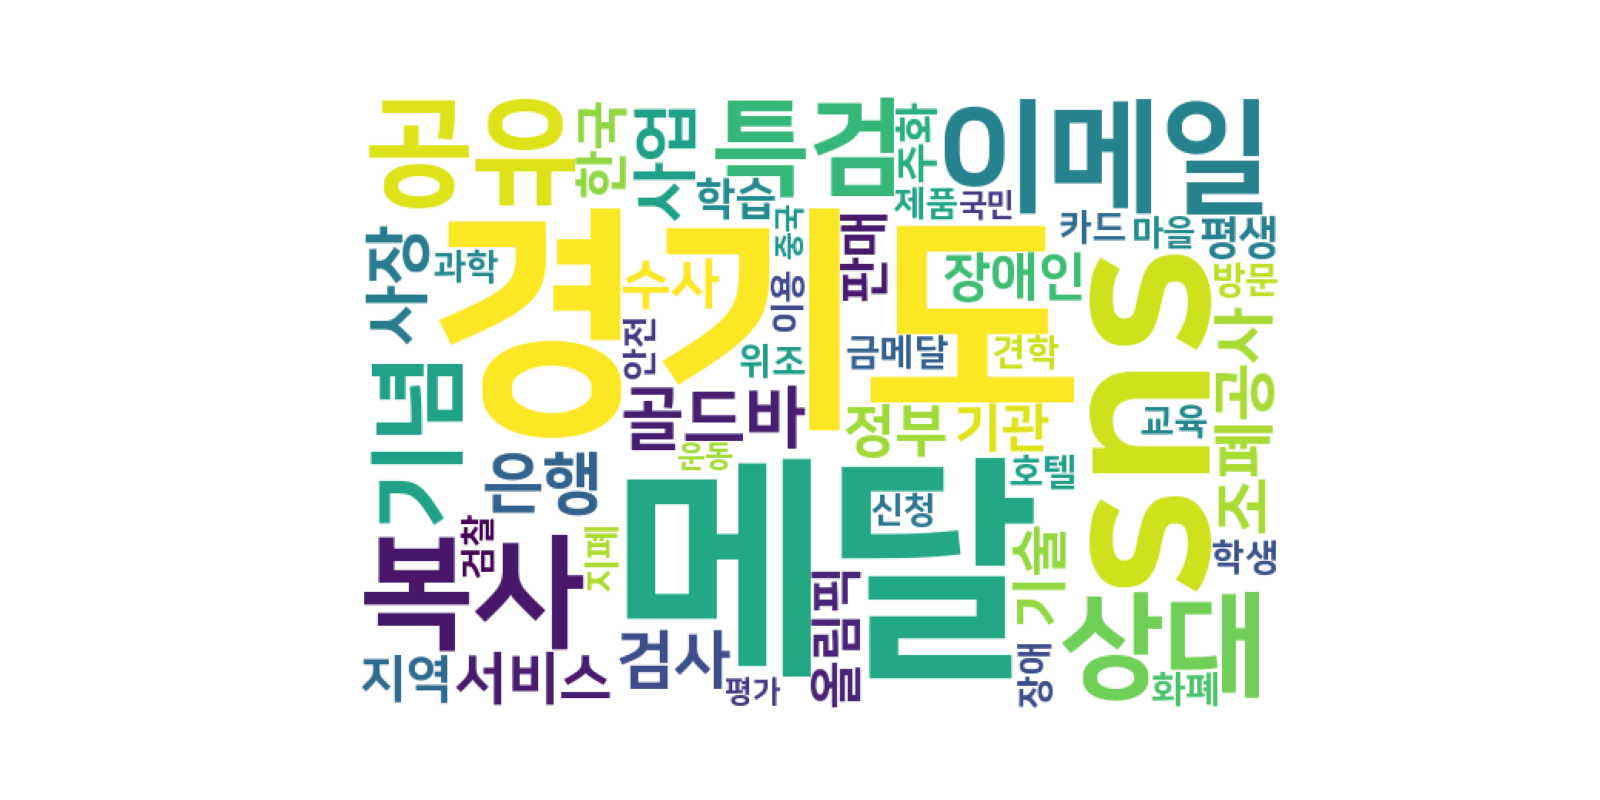 공유
한국
사업
특검
주화
이메일
학습
제품
국민
중국
카드
마을
평생
사장
과학
경기도
수사
이용
판매
장애인
sns
방문
안전
위조
금메달
견학
조폐공사
기념
골드바
정부
기관
교육
운동
은행
메달
신청
호텔
복사
검찰
지폐
올림픽
기술
학생
상대
지역
서비스
검사
평가
장애
화폐